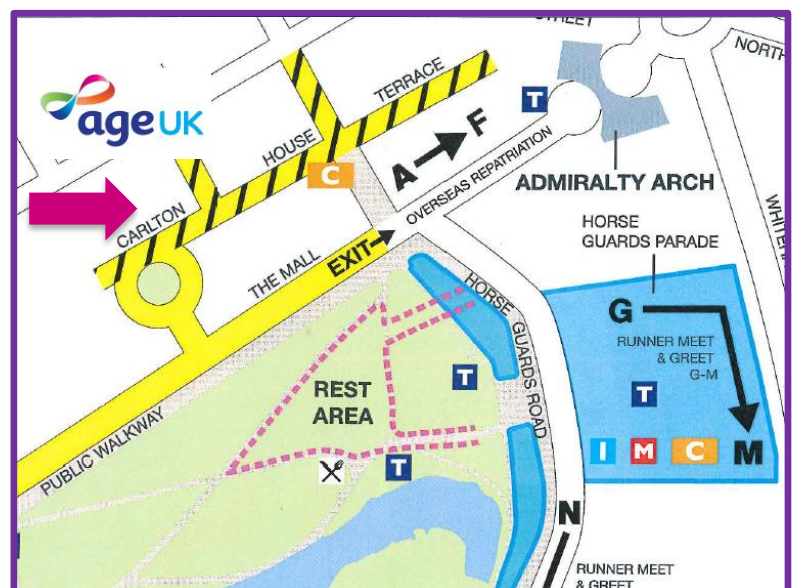 STREET
NORTH
age UK
TERRACE
T
HOUSE
C
A F
OVERSEAS REPATRIATION
ADMIRALTY ARCH
CARLTON
HORSE
GUARDS PARADE
THE MALL
EXIT
HORSE GUARDS ROAD
G
RUNNER MEET
& GREET
G-M
T
REST
AREA
T
I M C M
PUBLIC WALKWAY
T
N
RUNNER MEET
& GREET